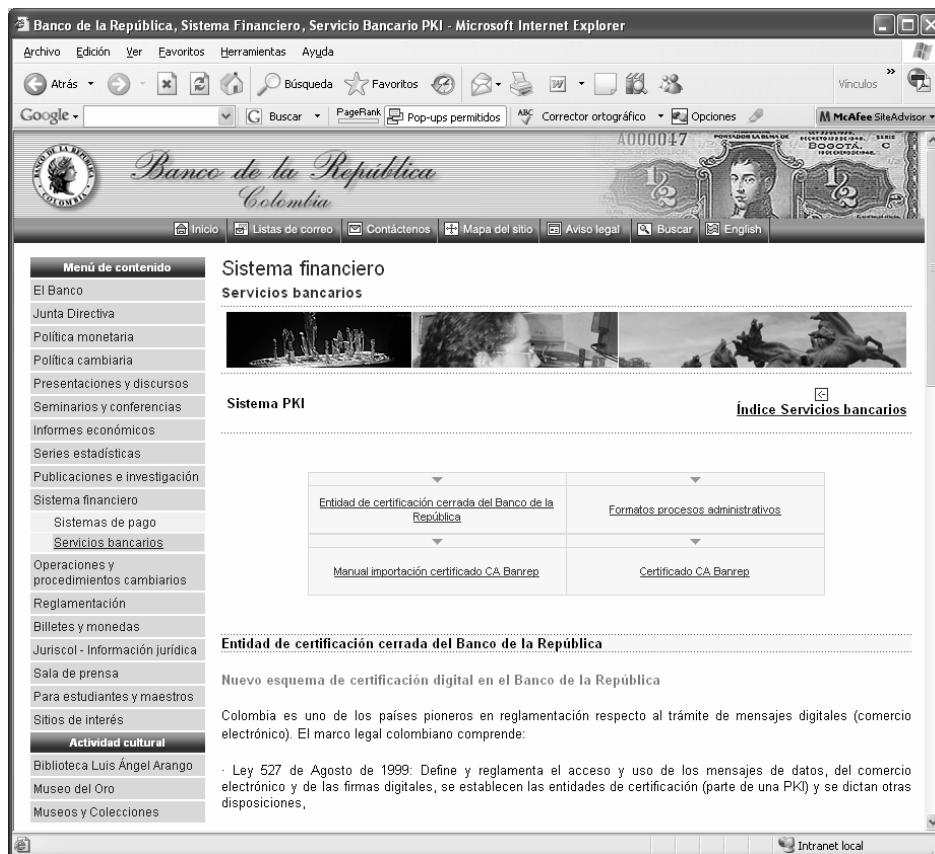 Banco de la República, Sistema Financiero, Servicio Bancario PKI - Microsoft Internet Explorer
Archivo Edición Ver Favoritos Herramientas Ayuda
Atrás Búsqueda Favoritos Vínculos
Google Buscar PageRank Pop-ups permitidos ABC Corrector ortográfico Opciones McAfee SiteAdvisor
A000047
BOGOTÁ, C
BANCO DE LA REPÚBLICA
COLOMBIA
Banco de la República
Colombia
1/2 1/2
Inicio Listas de correo Contáctenos Mapa del sitio Aviso legal Buscar English
Menú de contenido
El Banco
Junta Directiva
Política monetaria
Política cambiaria
Presentaciones y discursos
Seminarios y conferencias
Informes económicos
Series estadísticas
Publicaciones e investigación
Sistema financiero
Sistemas de pago
Servicios bancarios
Operaciones y
procedimientos cambiarios
Reglamentación
Billetes y monedas
Juriscol - Información jurídica
Sala de prensa
Para estudiantes y maestros
Sitios de interés
Actividad cultural
Biblioteca Luis Ángel Arango
Museo del Oro
Museos y Colecciones
Sistema financiero
Servicios bancarios
Sistema PKI
Índice Servicios bancarios
Entidad de certificación cerrada del Banco de la
República
Formatos procesos administrativos
Manual importación certificado CA Banrep
Certificado CA Banrep
Entidad de certificación cerrada del Banco de la República
Nuevo esquema de certificación digital en el Banco de la República
Colombia es uno de los países pioneros en reglamentación respecto al trámite de mensajes digitales (comercio
electrónico). El marco legal colombiano comprende:
· Ley 527 de Agosto de 1999: Define y reglamenta el acceso y uso de los mensajes de datos, del comercio
electrónico y de las firmas digitales, se establecen las entidades de certificación (parte de una PKI) y se dictan otras
disposiciones,
Intranet local